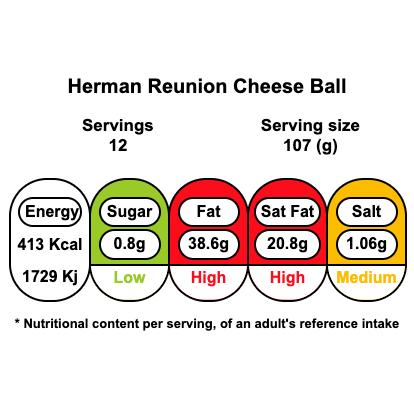 Herman Reunion Cheese Ball
Servings
12
Serving size
107 (g)
Energy
413 Kcal
1729 Kj
Sugar
0.8g
Low
Fat
38.6g
High
Sat Fat
20.8g
High
Salt
1.06g
Medium
* Nutritional content per serving, of an adult's reference intake